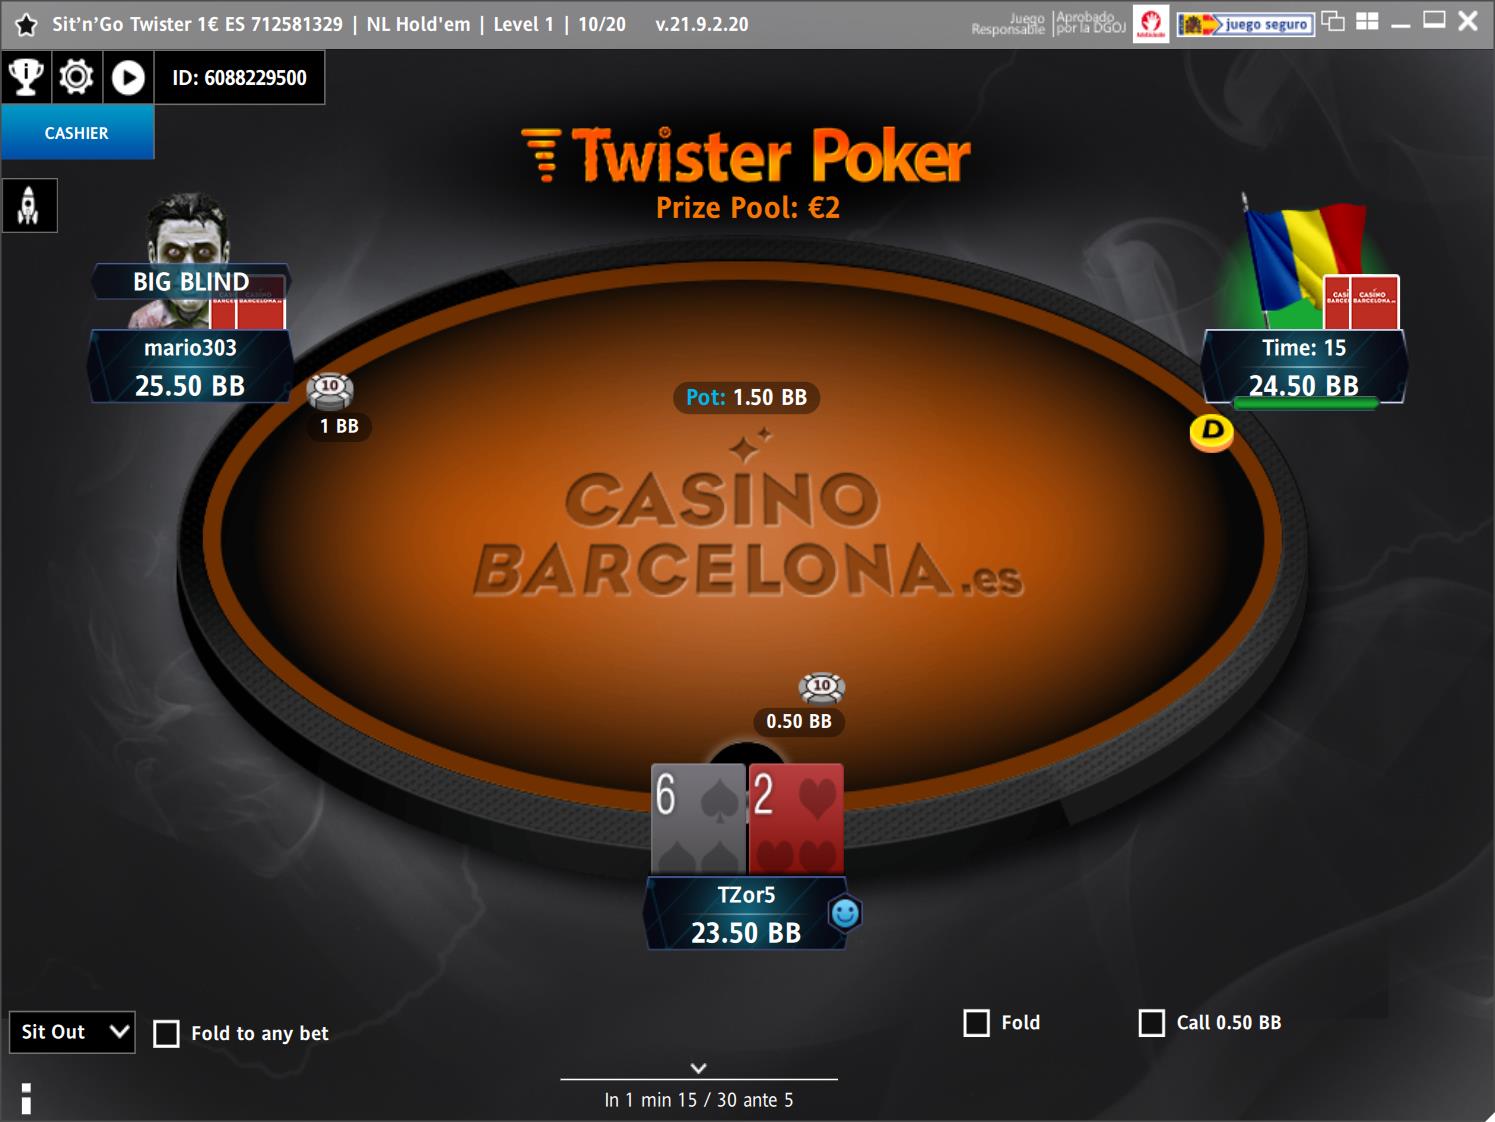 Sit'n'Go Twister 1€ ES 712581329 | NL Hold'em | Level 1 | 10/20 v.21.9.2.20
Juego Responsable
Aprobado por la DGOJ
juego seguro
ID: 6088229500
CASHIER
Twister Poker
Prize Pool: €2
BIG BLIND
mario303
25.50 BB
10
1 BB
Pot: 1.50 BB
CASINO BARCELONA.es
Time: 15
24.50 BB
D
CASINO
BARCELONA.es
10
0.50 BB
6
2
TZor5
23.50 BB
Sit Out
Fold to any bet
Fold
Call 0.50 BB
In 1 min 15 / 30 ante 5